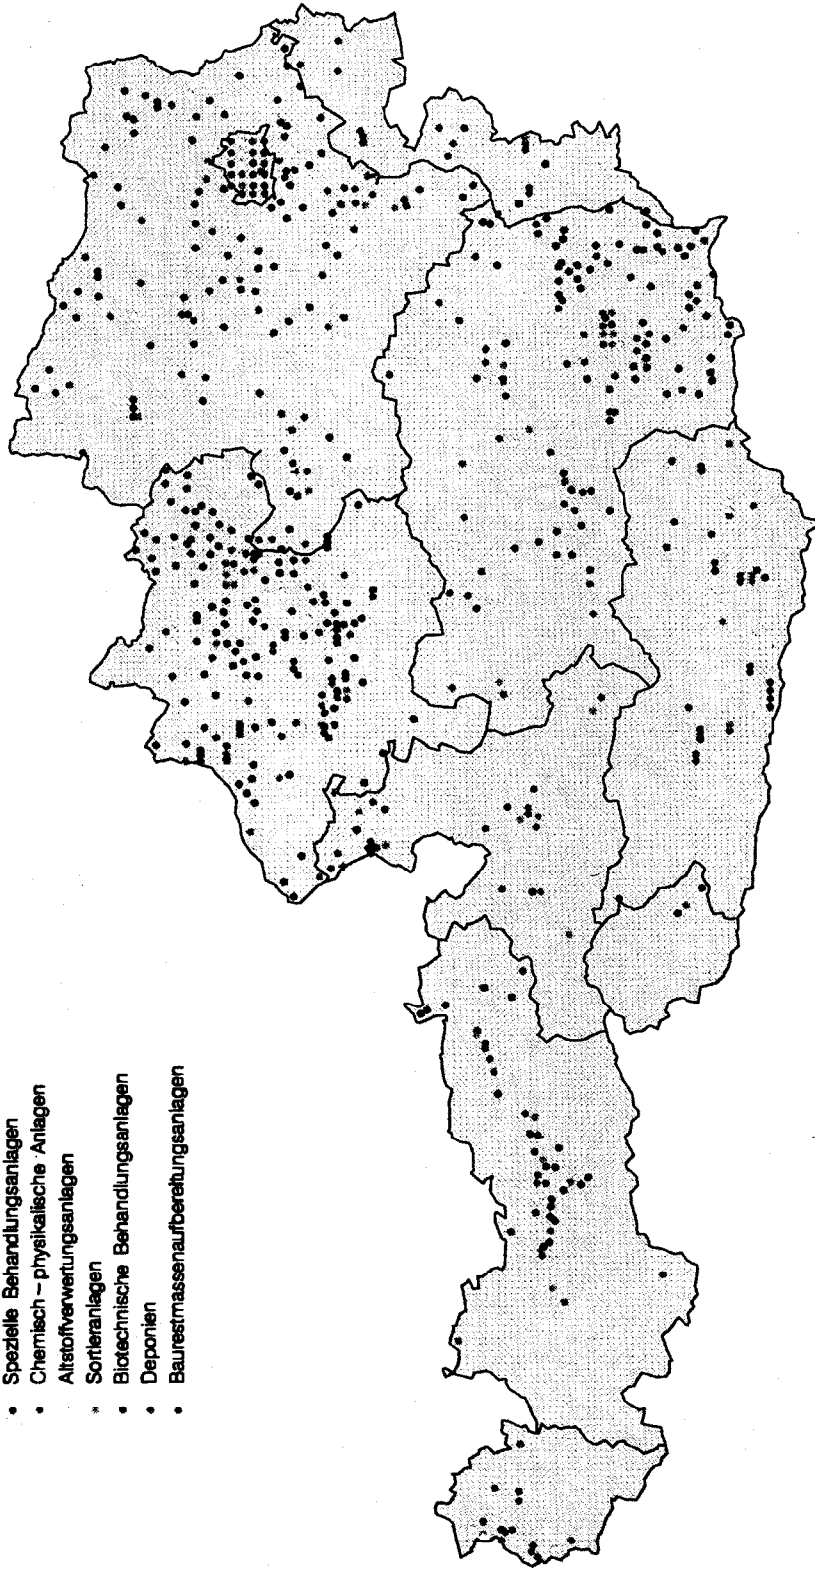 Spezielle Behandlungsanlagen
Chemisch - physikalische Anlagen
Altstoffverwertungsanlagen
Sortieranlagen
Biotechnische Behandlungsanlagen
Deponien
Baurestmassenaufbereitungsanlagen